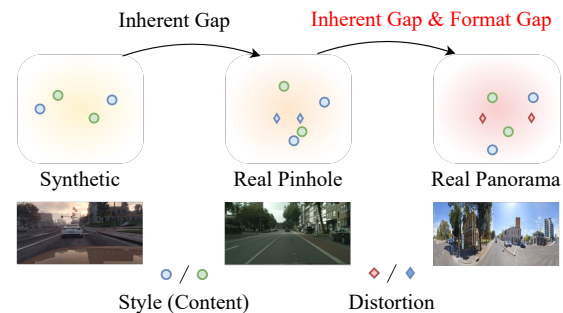 Inherent Gap
Inherent Gap & Format Gap
Synthetic
Real Pinhole
Real Panorama
/
/
Style (Content)
Distortion